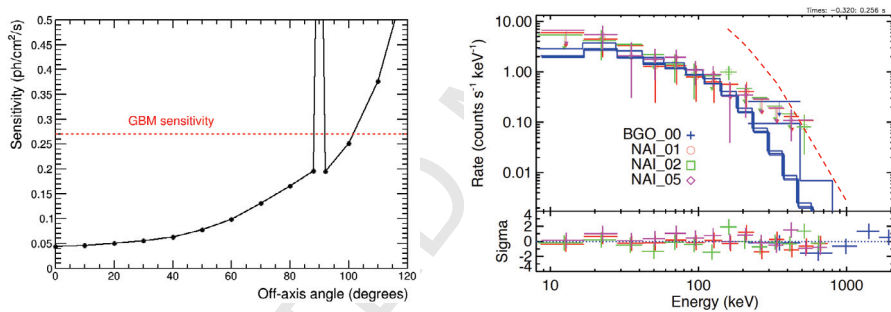 Sensitivity (ph/cm²/s)
0.5
0.45
0.4
0.35
0.3
0.25
0.2
0.15
0.1
0.05
0
GBM sensitivity
0 20 40 60 80 100 120
Off-axis angle (degrees)
Times: -0.320: 0.256 s
Rate (counts s⁻¹ keV⁻¹)
10.00
1.00
0.10
0.01
BGO_00
NAI_01
NAI_02
NAI_05
Sigma
4
2
0
-2
-4
10 100 1000
Energy (keV)